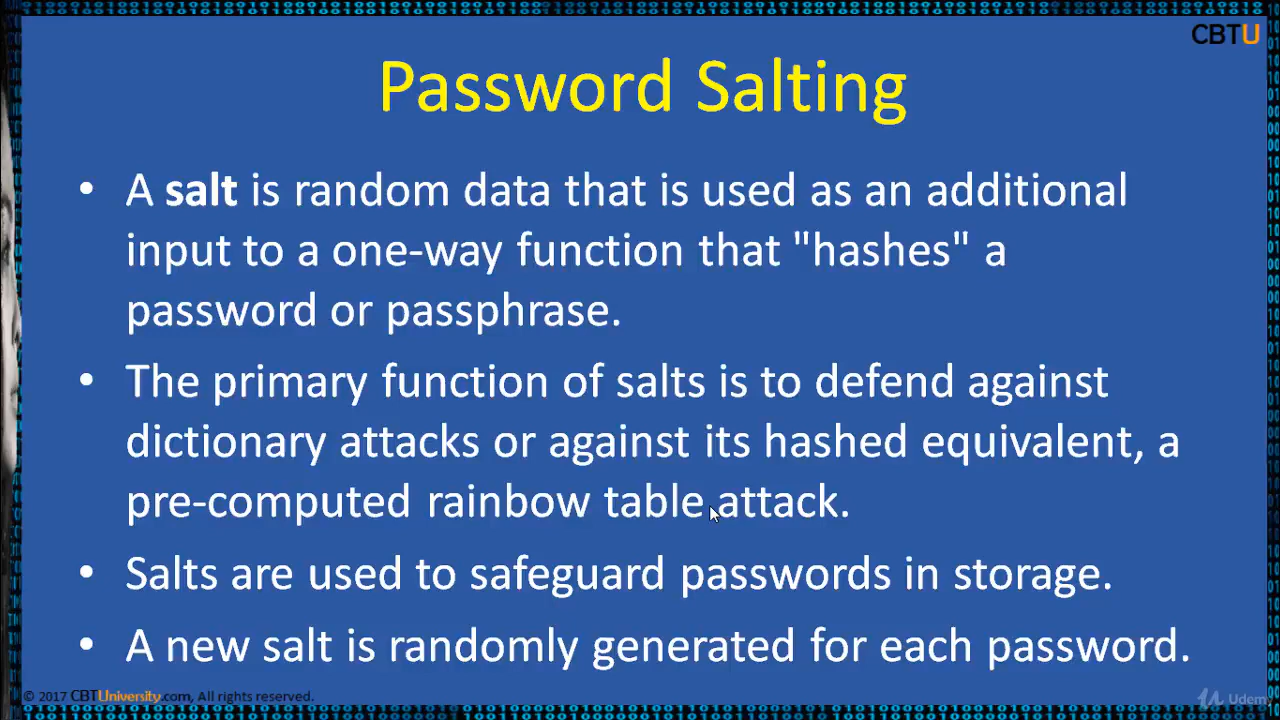 CBTU
Password Salting
• A salt is random data that is used as an additional
input to a one-way function that "hashes" a
password or passphrase.
• The primary function of salts is to defend against
dictionary attacks or against its hashed equivalent, a
pre-computed rainbow table attack.
• Salts are used to safeguard passwords in storage.
• A new salt is randomly generated for each password.
© 2017 CBTUniversity.com, All rights reserved.
Udem